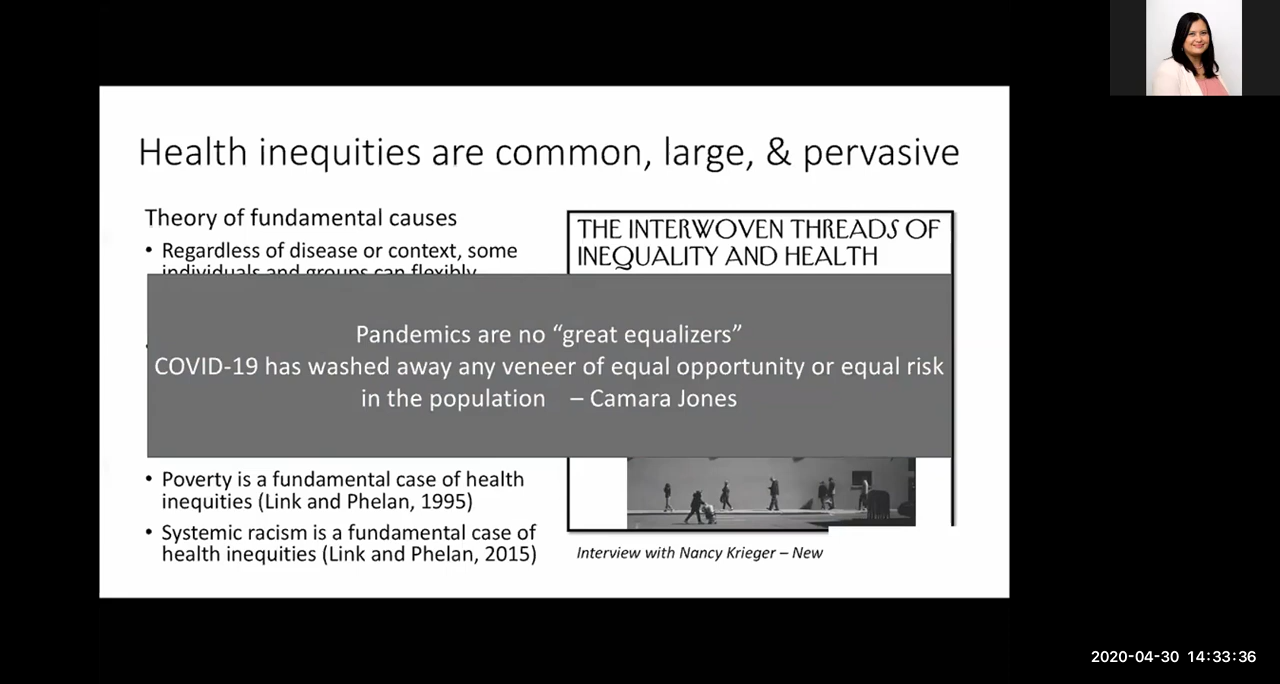 Health inequities are common, large, & pervasive
Theory of fundamental causes
• Regardless of disease or context, some
individuals and groups can flexibly
THE INTERWOVEN THREADS OF
INEQUALITY AND HEALTH
Pandemics are no “great equalizers”
COVID-19 has washed away any veneer of equal opportunity or equal risk
in the population – Camara Jones
• Poverty is a fundamental case of health
inequities (Link and Phelan, 1995)
• Systemic racism is a fundamental case of
health inequities (Link and Phelan, 2015)
Interview with Nancy Krieger – New
2020-04-30 14:33:36